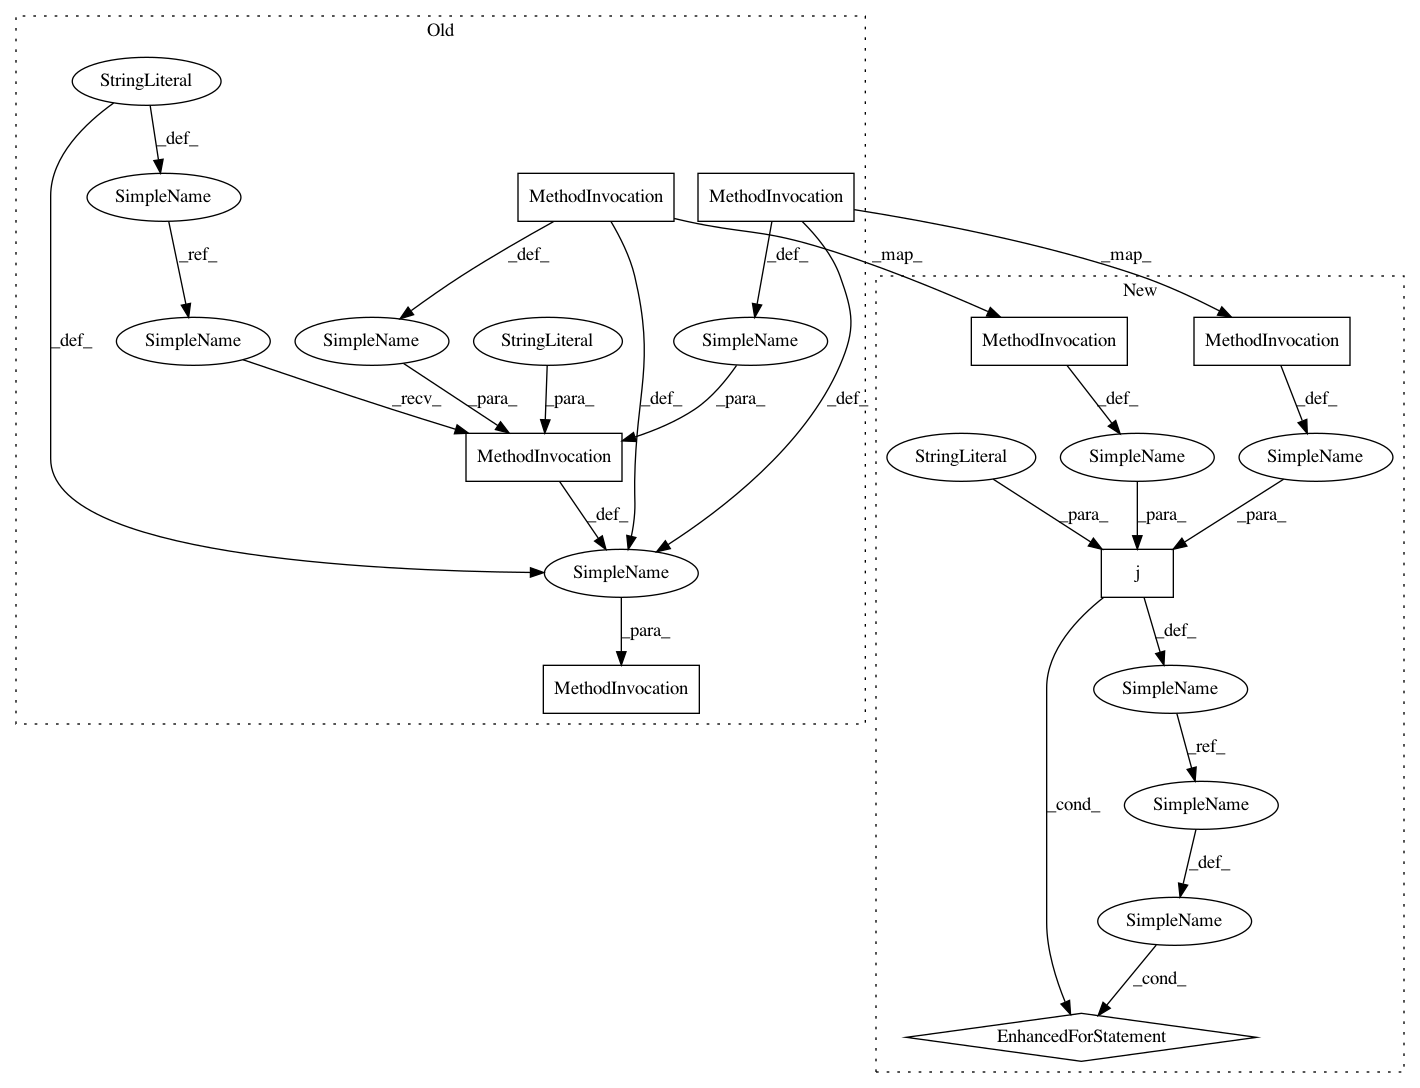 Old
StringLiteral
_def_
SimpleName
MethodInvocation
MethodInvocation
_ref_
_def_
_def_
_map_
_map_
New
_def_
SimpleName
SimpleName
StringLiteral
SimpleName
MethodInvocation
MethodInvocation
_recv_
_para_
_para_
_def_
_para_
_def_
_def_
_def_
MethodInvocation
StringLiteral
SimpleName
SimpleName
_def_
_para_
_para_
_para_
SimpleName
j
_para_
_def_
MethodInvocation
SimpleName
_ref_
_cond_
SimpleName
_def_
SimpleName
_cond_
EnhancedForStatement